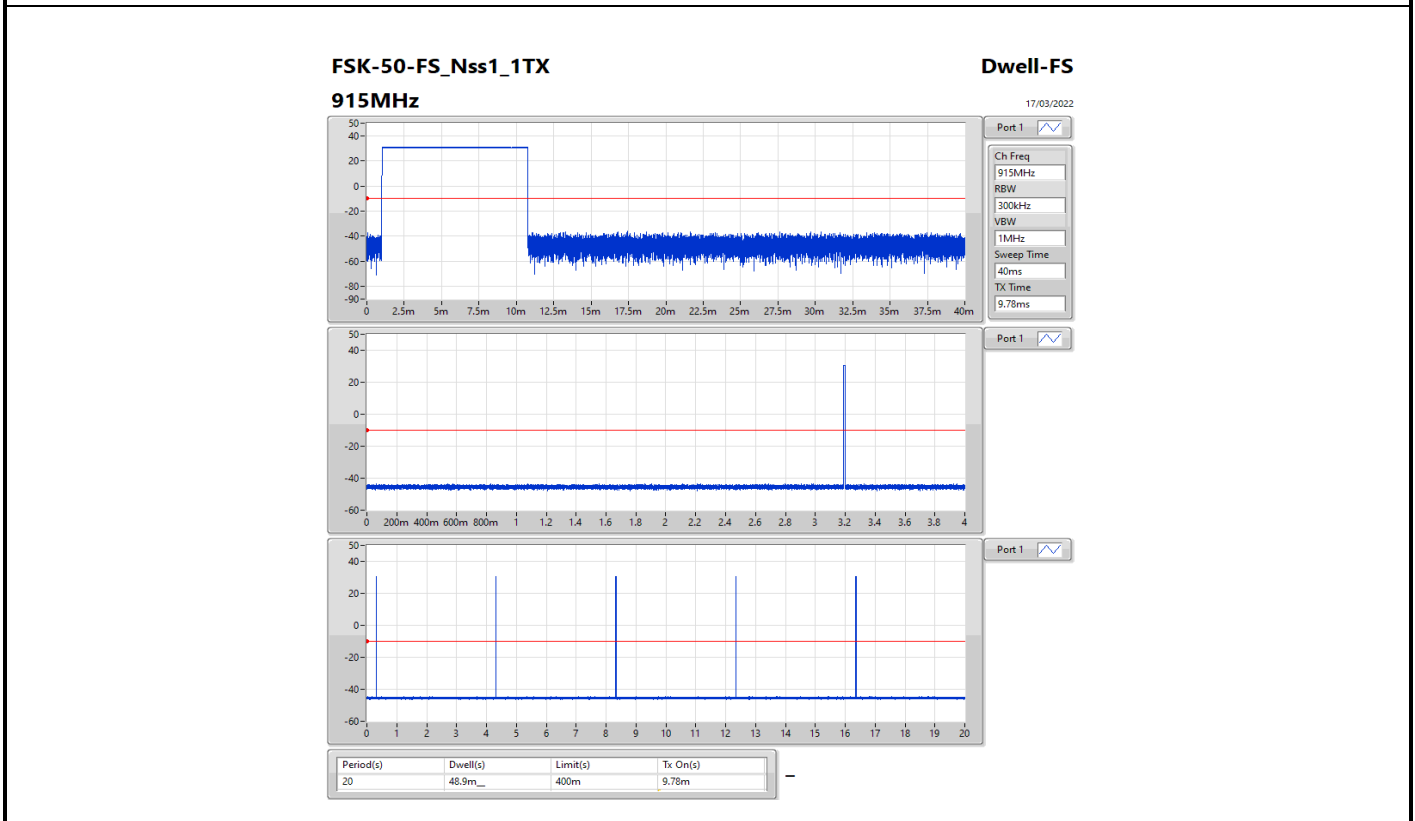 FSK-50-FS_Nss1_1TX Dwell-FS
915MHz 17/03/2022
Port 1
Ch Freq
915MHz
RBW
300kHz
VBW
1MHz
Sweep Time
40ms
TX Time
9.78ms
50
40
20
0
-20
-40
-60
-80
-90
0 2.5m 5m 7.5m 10m 12.5m 15m 17.5m 20m 22.5m 25m 27.5m 30m 32.5m 35m 37.5m 40m
Port 1
50
40
20
0
-20
-40
-60
0 200m 400m 600m 800m 1 1.2 1.4 1.6 1.8 2 2.2 2.4 2.6 2.8 3 3.2 3.4 3.6 3.8 4
Port 1
50
40
20
0
-20
-40
-60
0 1 2 3 4 5 6 7 8 9 10 11 12 13 14 15 16 17 18 19 20
Period(s) Dwell(s) Limit(s) Tx On(s)
20 48.9m__ 400m 9.78m
–